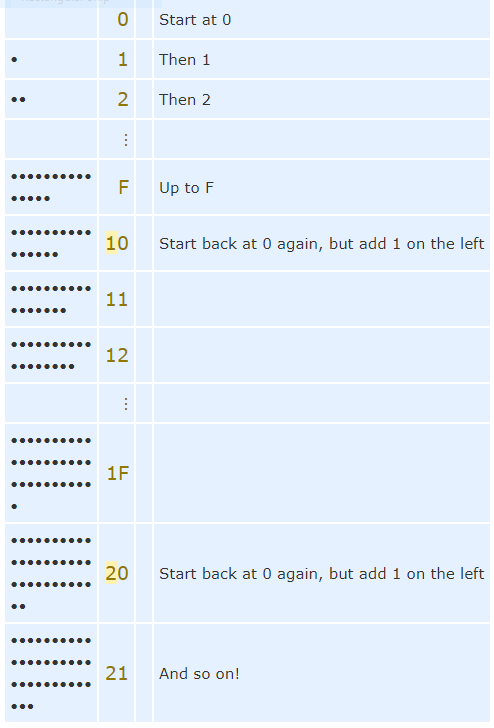 0 Start at 0
• 1 Then 1
•• 2 Then 2
⋮
••••••••••
••••• F Up to F
••••••••••
•••••• 10 Start back at 0 again, but add 1 on the left
••••••••••
••••••• 11
••••••••••
•••••••• 12
⋮
••••••••••
••••••••••
••••••••••
• 1F
••••••••••
••••••••••
••••••••••
•• 20 Start back at 0 again, but add 1 on the left
••••••••••
••••••••••
••••••••••
••• 21 And so on!